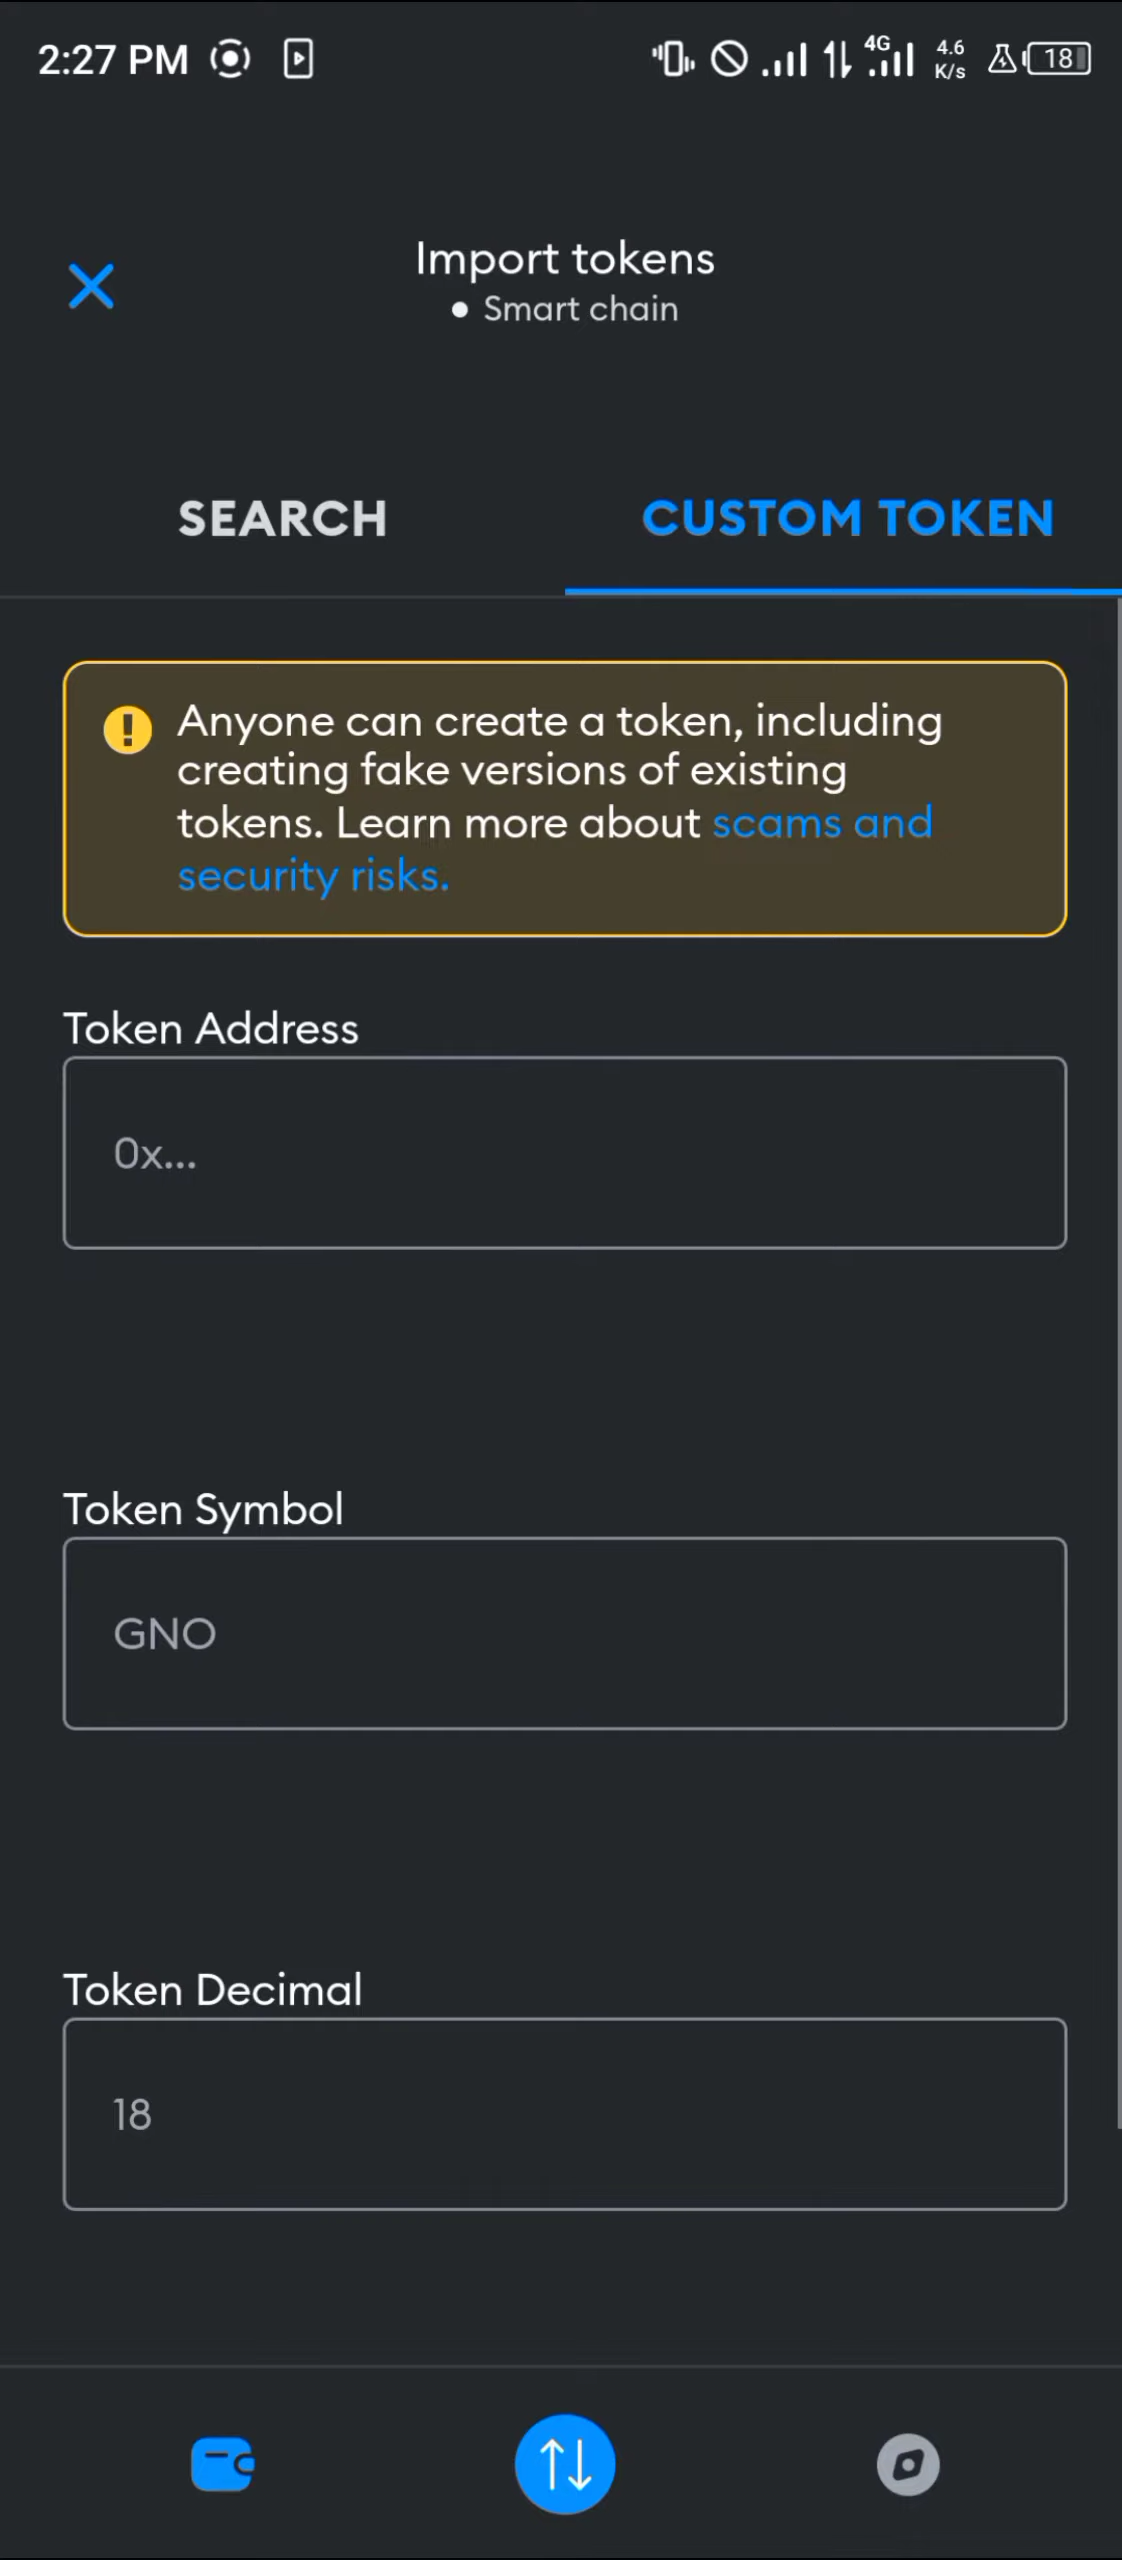 2:27 PM
4G
4.6
K/s
18
Import tokens
Smart chain
SEARCH
CUSTOM TOKEN
Anyone can create a token, including
creating fake versions of existing
tokens. Learn more about scams and
security risks.
Token Address
0x...
Token Symbol
GNO
Token Decimal
18